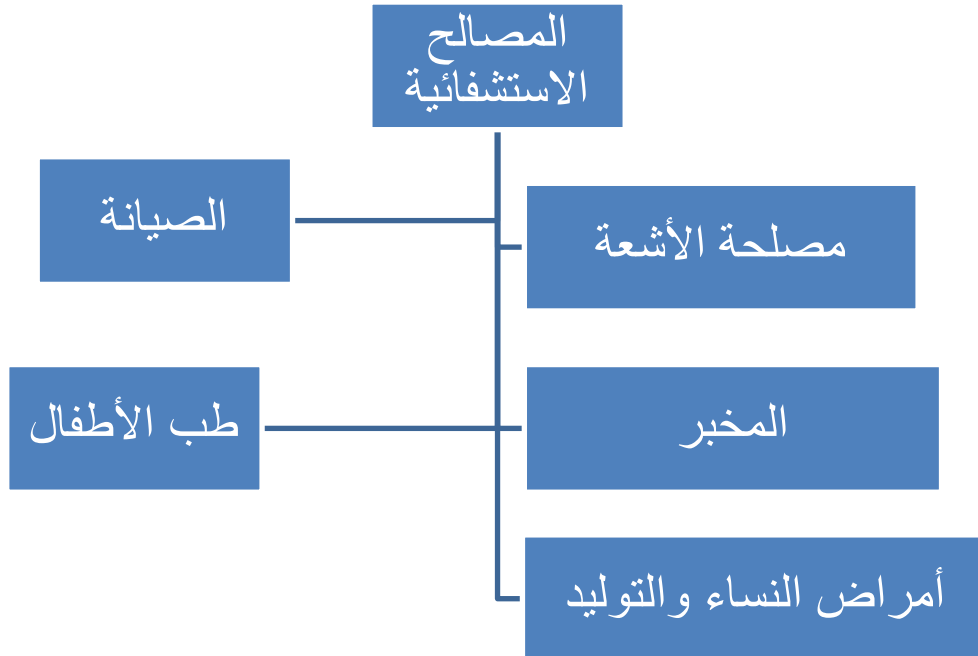 المصالح
الاستشفائية
مصلحة الأشعة
الصيانة
المخبر
طب الأطفال
أمراض النساء والتوليد